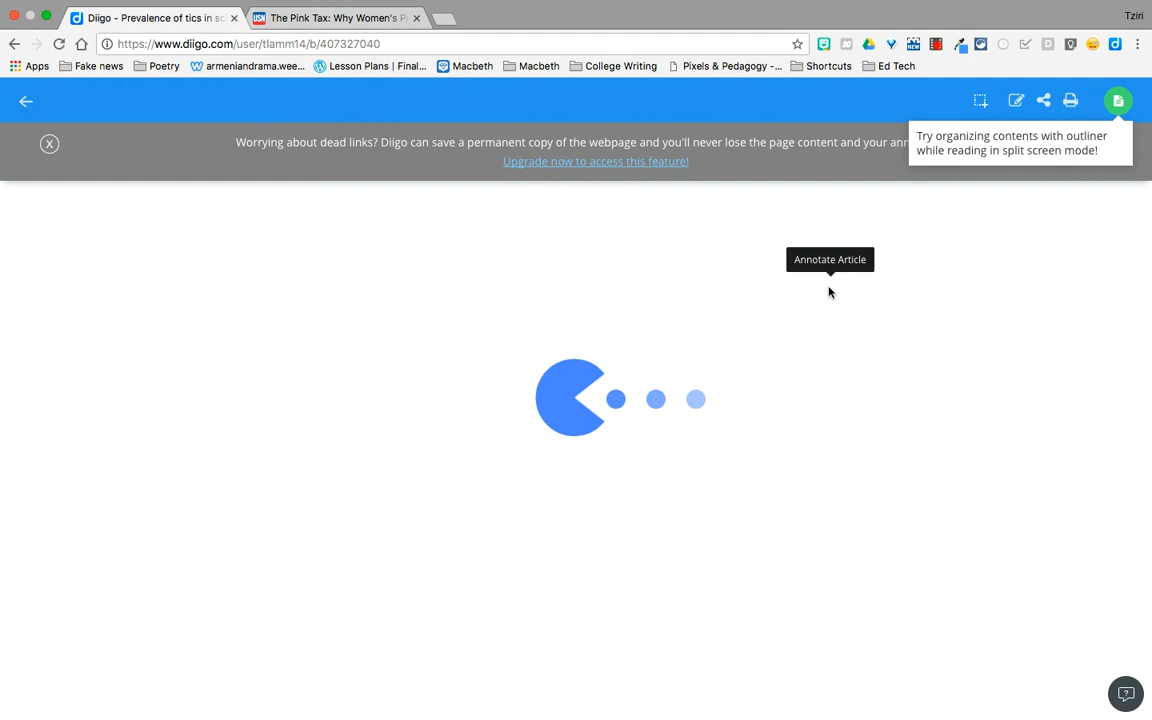 Diigo - Prevalence of tics in sc
The Pink Tax: Why Women's P
Tziri
https://www.diigo.com/user/tlamm14/b/407327040
Apps Fake news Poetry armeniandrama.wee... Lesson Plans | Final... Macbeth Macbeth College Writing Pixels & Pedagogy -... Shortcuts Ed Tech
Worrying about dead links? Diigo can save a permanent copy of the webpage and you'll never lose the page content and your ann
Upgrade now to access this feature!
Try organizing contents with outliner
while reading in split screen mode!
Annotate Article